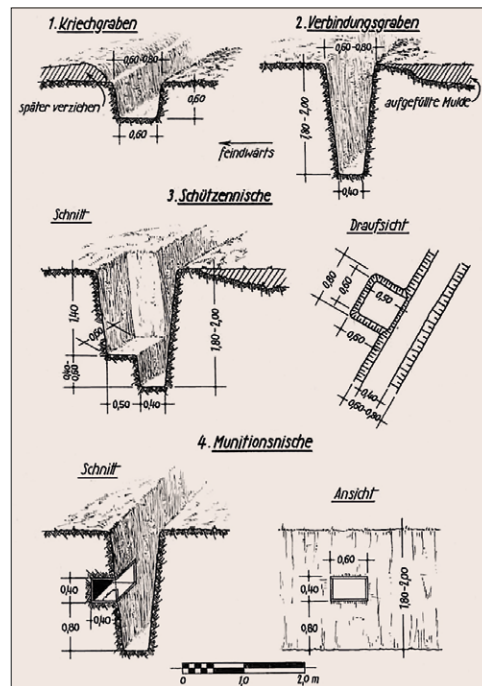 1. Kriechgraben
0,60-0,80
0,60
0,60
später verziehen
feindwärts
2. Verbindungsgraben
0,60-0,80
1,80-2,00
0,40
aufgefüllte Mulde
3. Schützennische
Schnitt
1,40
0,60
1,80-2,00
0,50
0,40
Draufsicht
0,80
0,60
0,50
0,60
0,40
0,60-0,80
4. Munitionsnische
Schnitt
0,40
0,40
0,80
Ansicht
0,60
0,40
0,80
1,80-2,00
0
1,0
2,0 m